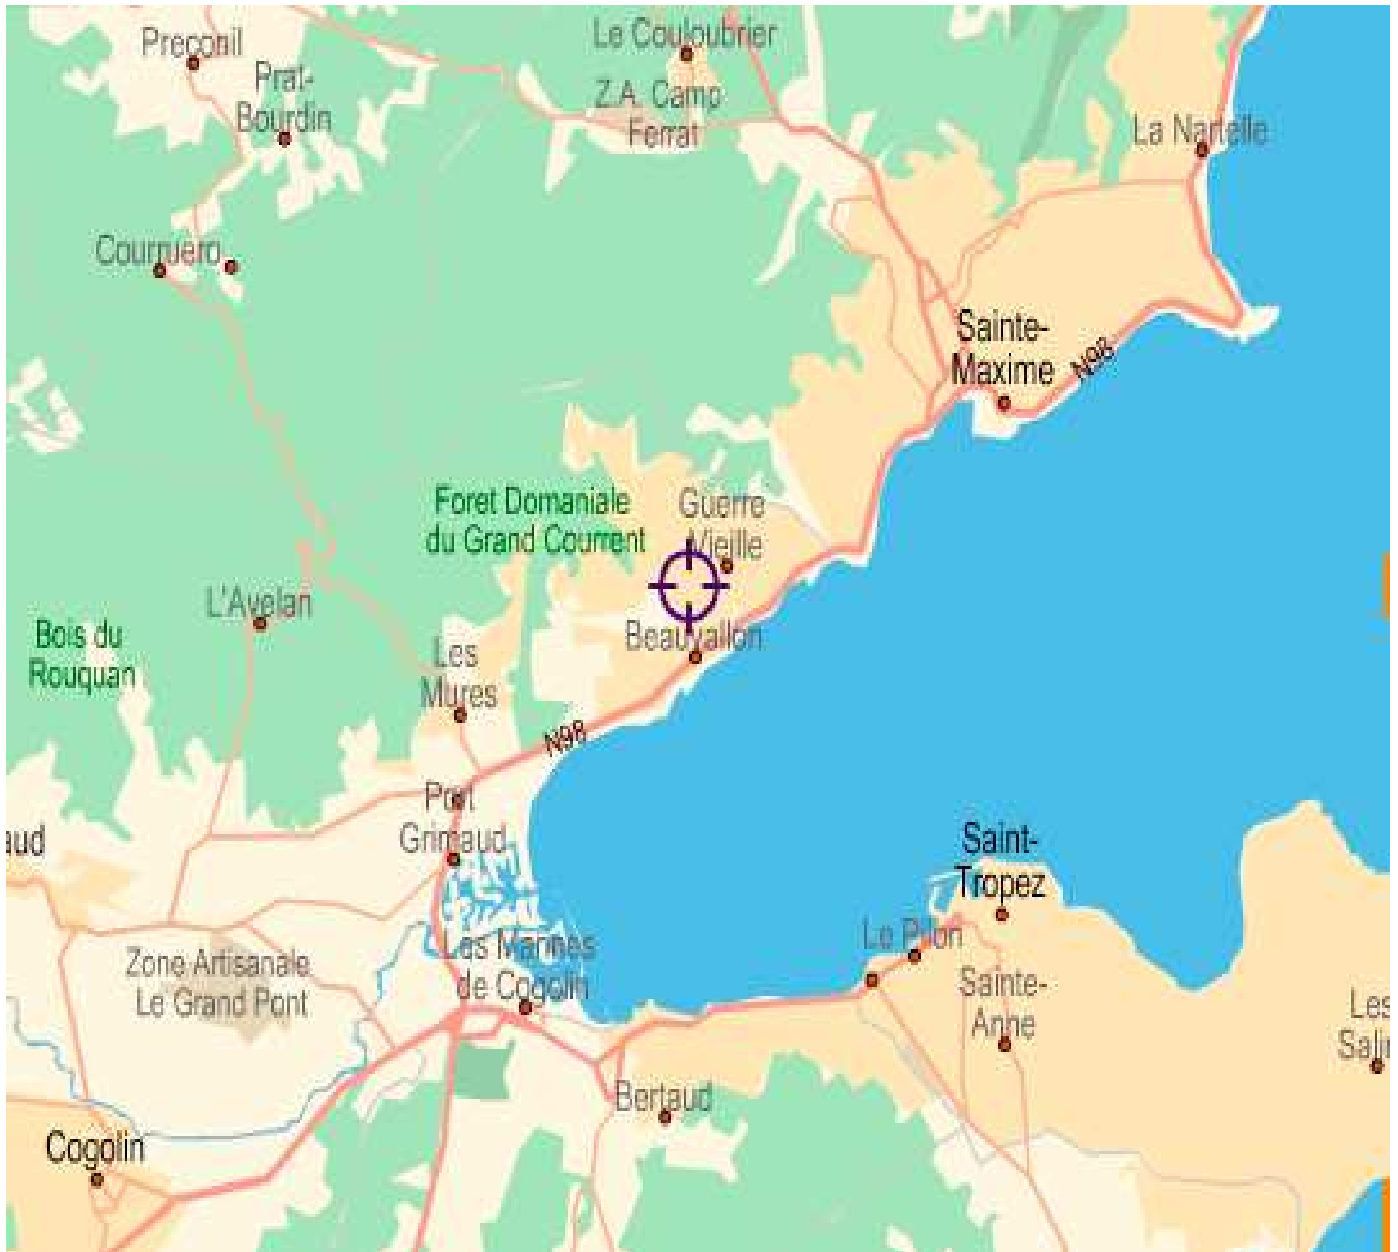 Preconil
Le Couloubrier
Prat-
Bourdin
Z.A. Camp
Ferrat
La Nartelle
Courruero
Sainte-
Maxime
N98
Foret Domaniale
du Grand Courrent
Guerre
Vieille
L'Avelan
Bois du
Rouquan
Beauvallon
Les
Mures
N98
Port
Grimaud
aud
Saint-
Tropez
Le Pilon
Les Marines
de Cogolin
Zone Artisanale
Le Grand Pont
Sainte-
Anne
Les
Salin
Bertaud
Cogolin